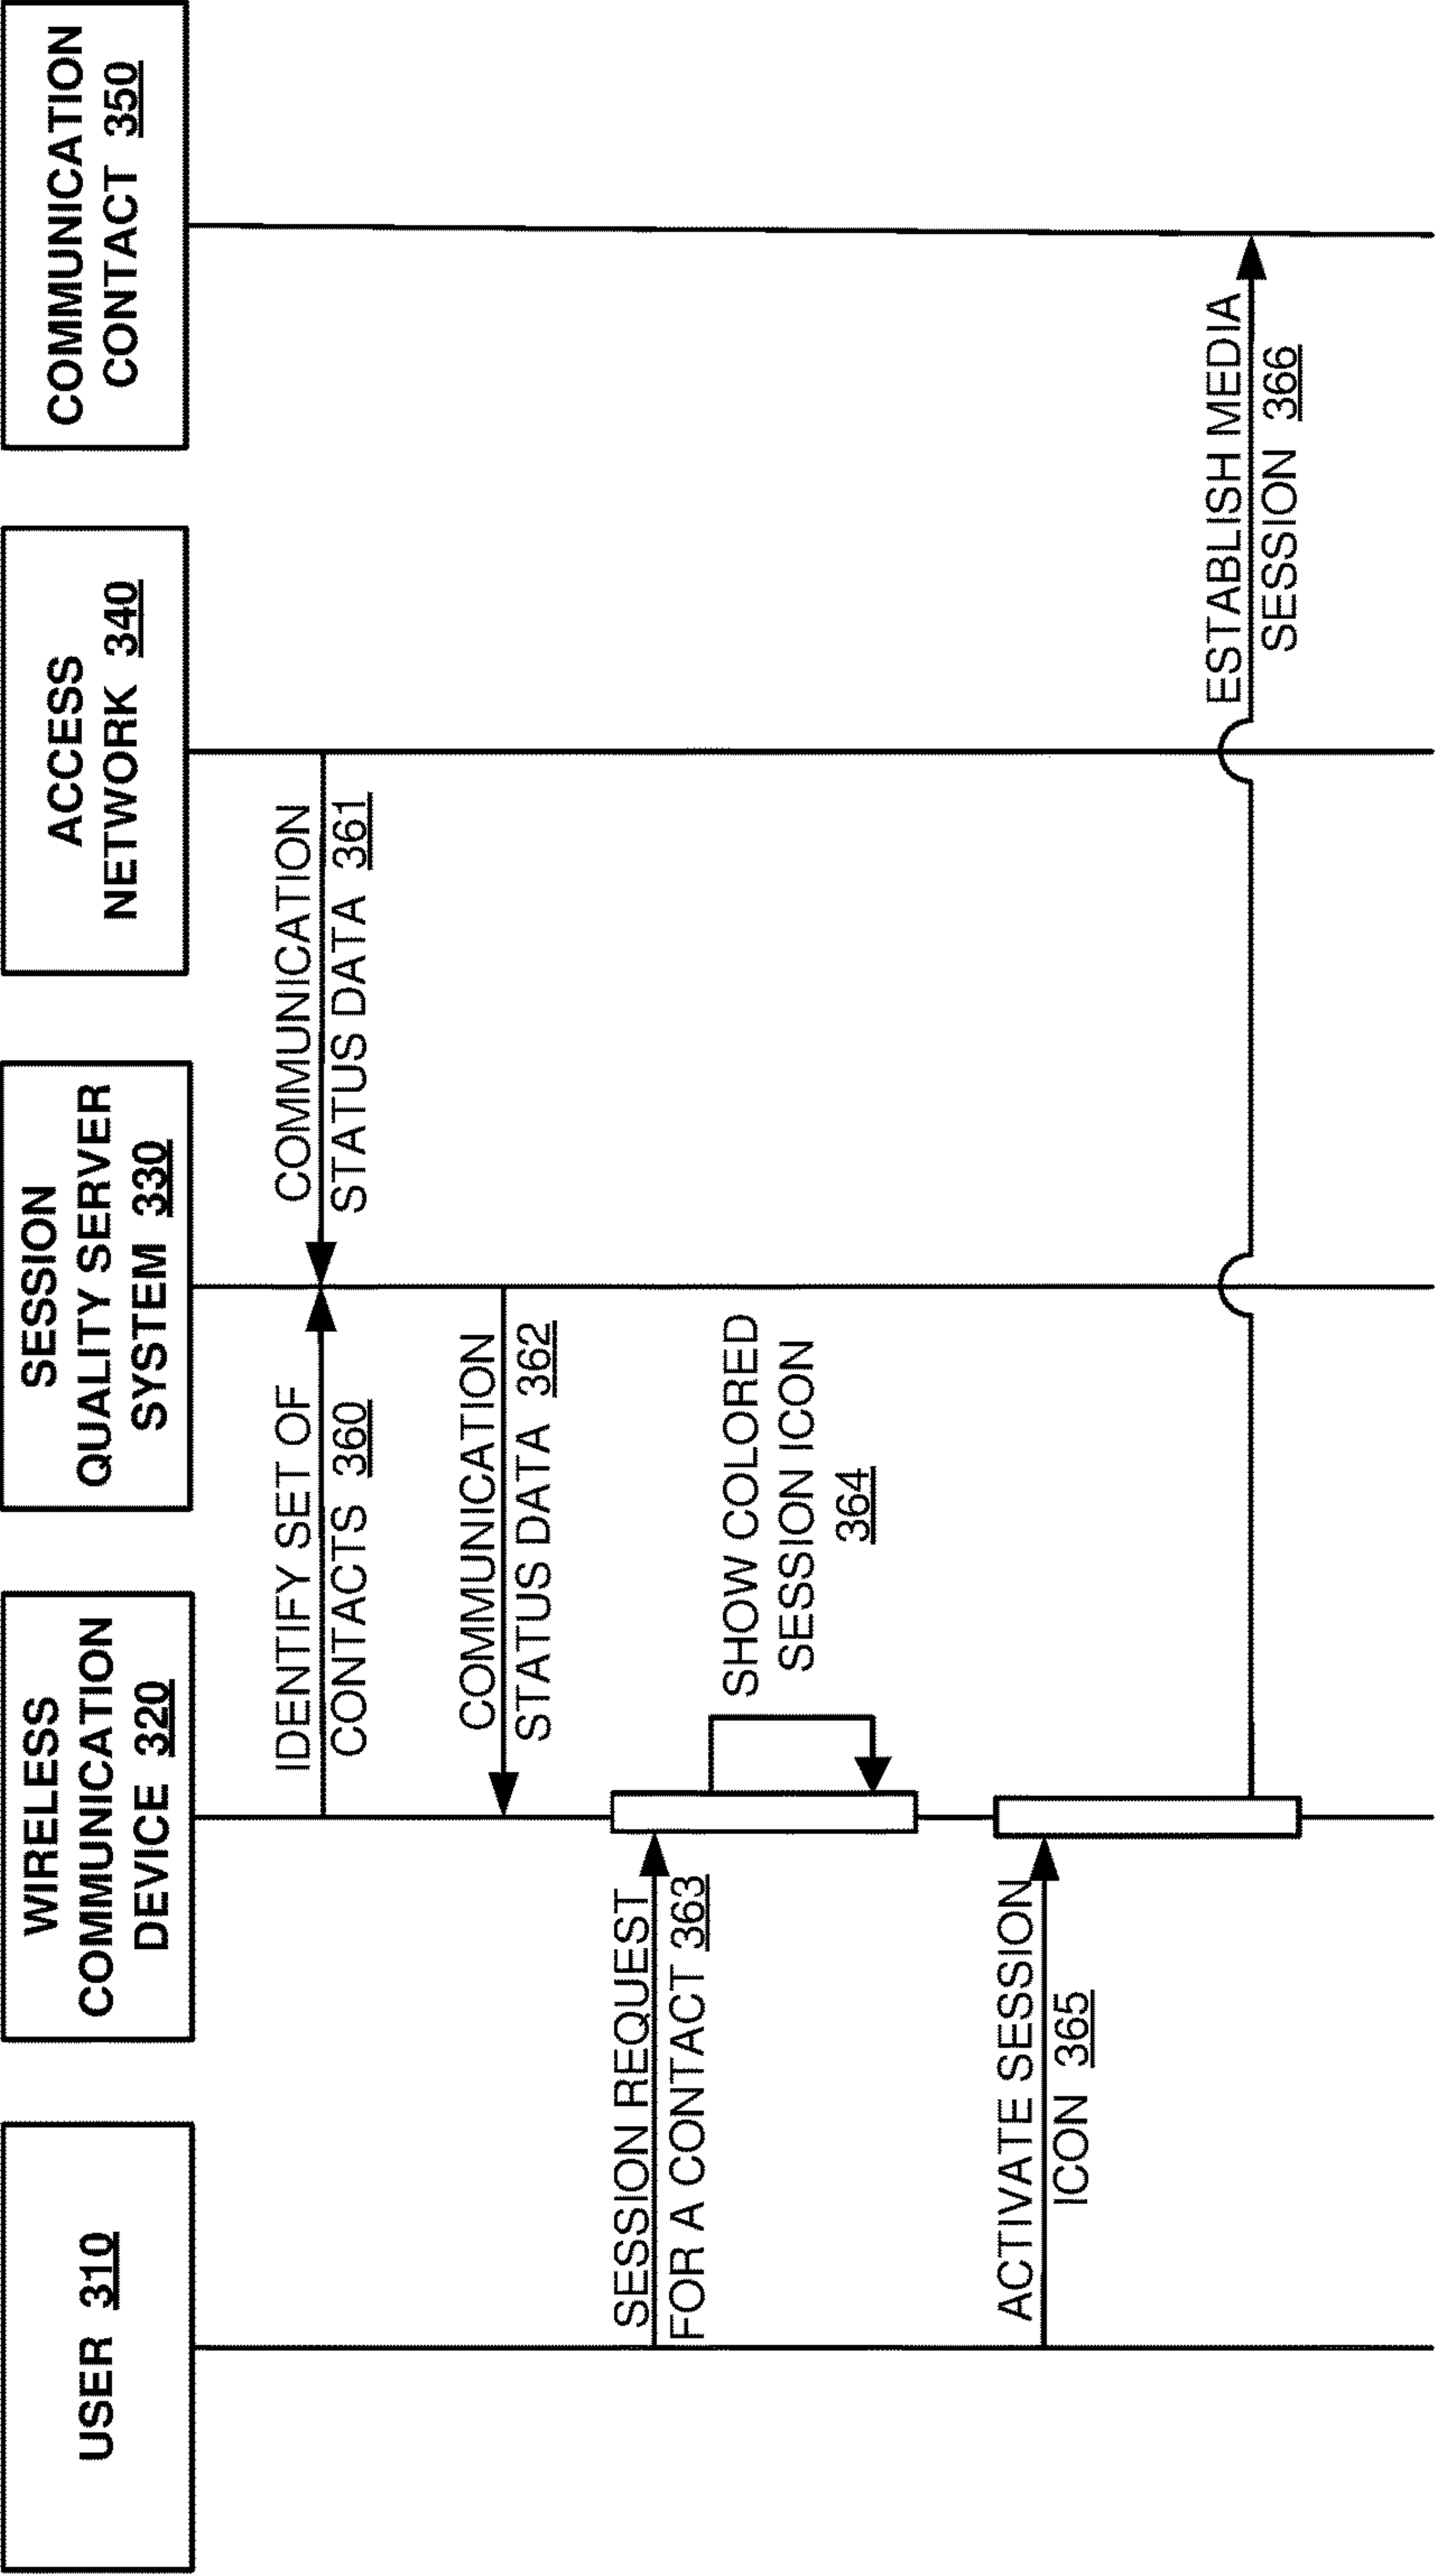 USER 310
WIRELESS
COMMUNICATION
DEVICE 320
SESSION
QUALITY SERVER
SYSTEM 330
ACCESS
NETWORK 340
COMMUNICATION
CONTACT 350
IDENTIFY SET OF
CONTACTS 360
COMMUNICATION
STATUS DATA 361
COMMUNICATION
STATUS DATA 362
SESSION REQUEST
FOR A CONTACT 363
SHOW COLORED
SESSION ICON
364
ACTIVATE SESSION
ICON 365
ESTABLISH MEDIA
SESSION 366